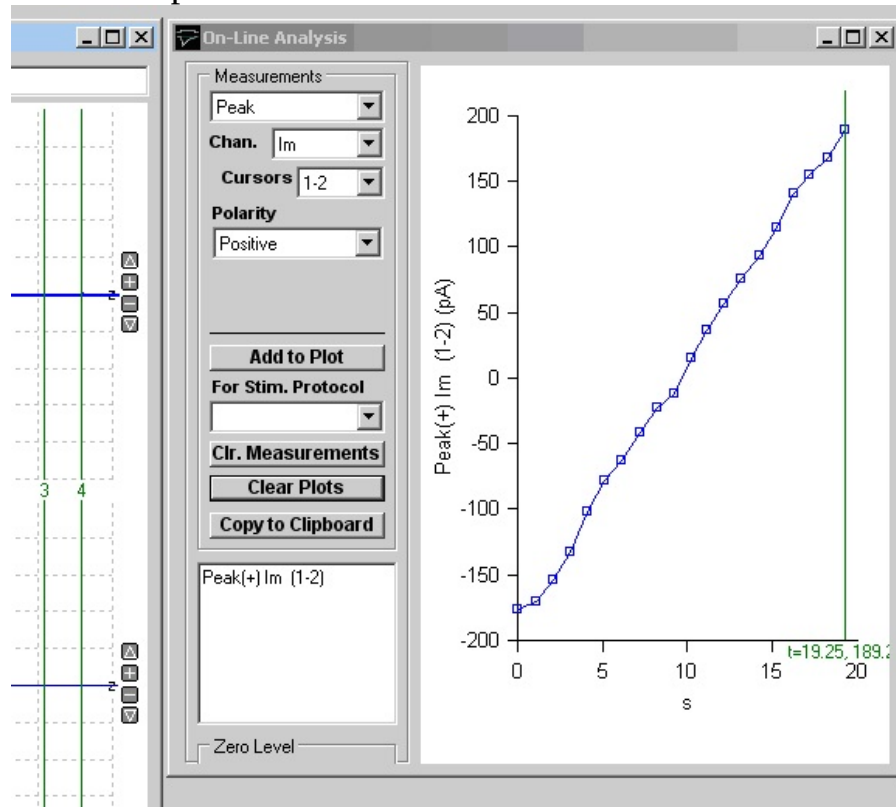 On-Line Analysis
Measurements
Peak
Chan. Im
Cursors 1-2
Polarity
Positive
Add to Plot
For Stim. Protocol
Clr. Measurements
Clear Plots
Copy to Clipboard
Peak(+) Im (1-2)
Zero Level
3 4
Peak(+) Im (1-2) (pA)
200
150
100
50
0
-50
-100
-150
-200
t=19.25, 189.2
0 5 10 15 20
s